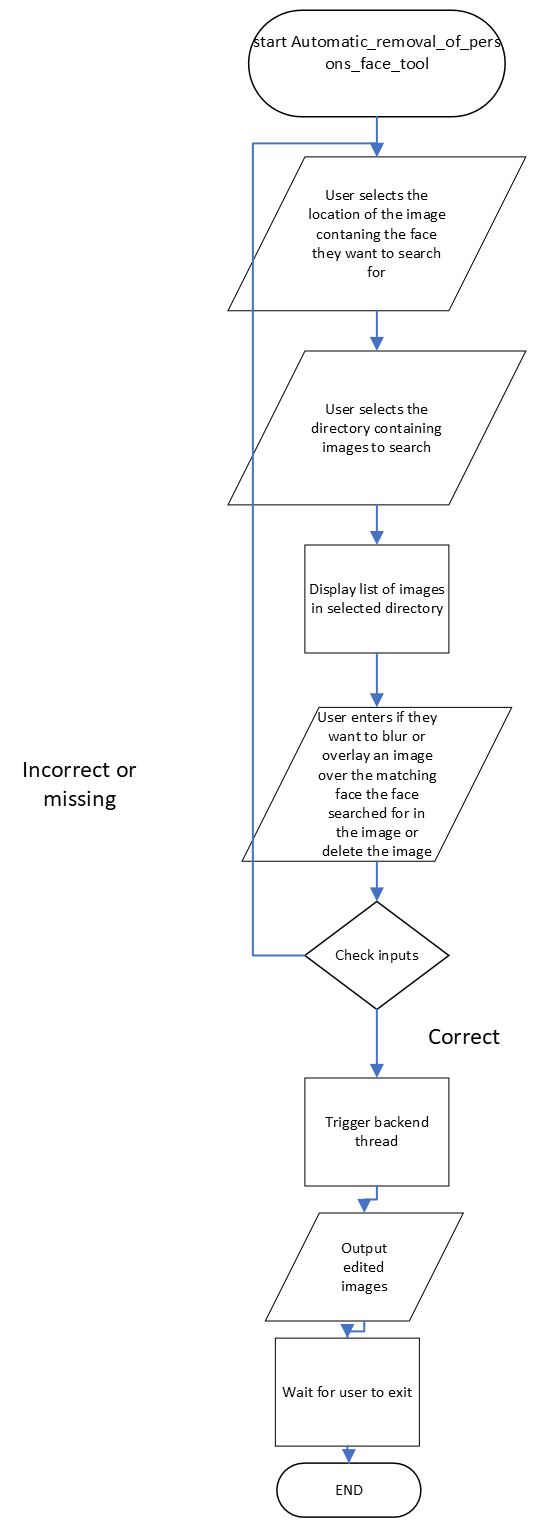 start Automatic_removal_of_pers
ons_face_tool
User selects the
location of the image
contaning the face
they want to search
for
User selects the
directory containing
images to search
Display list of images
in selected directory
User enters if they
want to blur or
overlay an image
over the matching
face the face
searched for in
the image or
delete the image
Incorrect or
missing
Check inputs
Correct
Trigger backend
thread
Output
edited
images
Wait for user to exit
END